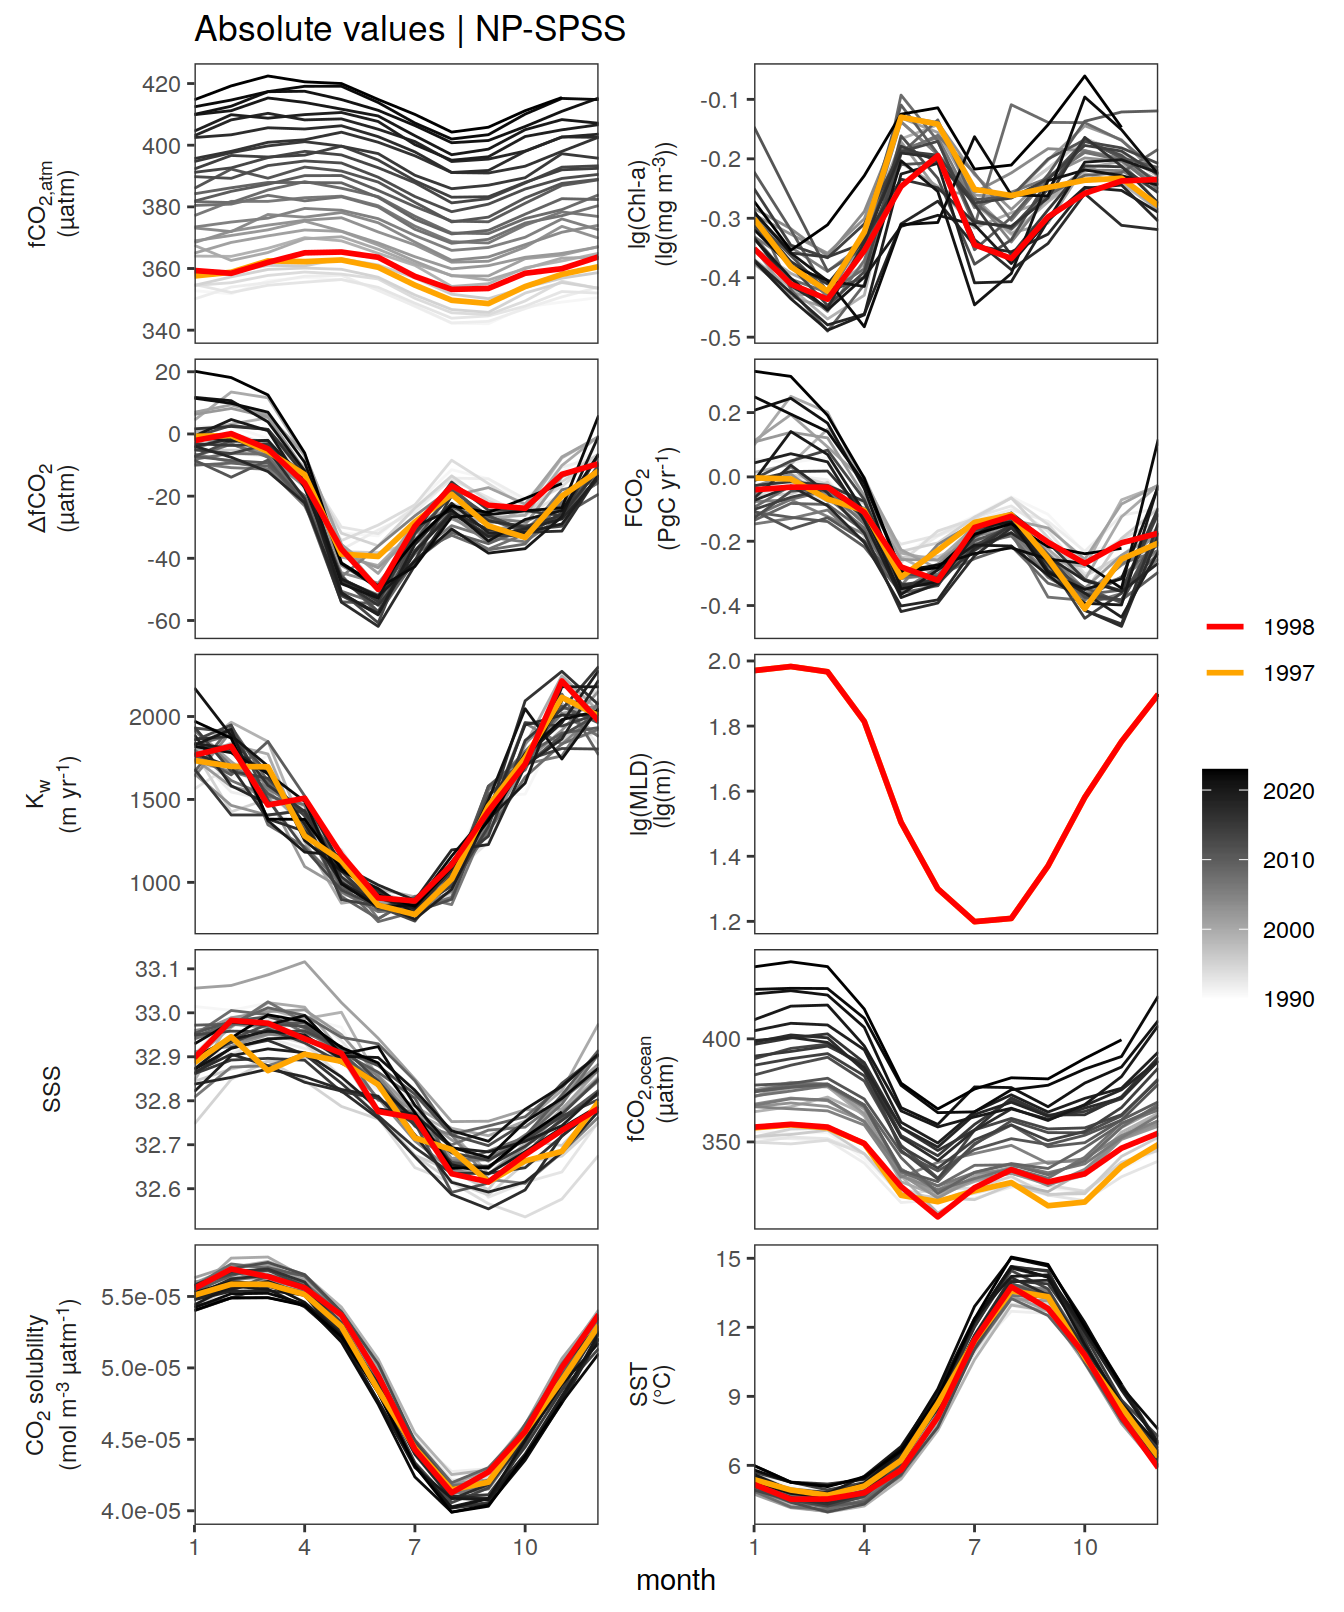 Absolute values | NP-SPSS
fCO2,atm
(µatm)
420
400
380
360
340
lg(Chl-a)
(lg(mg m-3))
-0.1
-0.2
-0.3
-0.4
-0.5
ΔfCO2
(µatm)
20
0
-20
-40
-60
FCO2
(PgC yr-1)
0.2
0.0
-0.2
-0.4
Kw
(m yr-1)
2000
1500
1000
lg(MLD)
(lg(m))
2.0
1.8
1.6
1.4
1.2
SSS
33.1
33.0
32.9
32.8
32.7
32.6
fCO2,ocean
(µatm)
400
350
CO2 solubility
(mol m-3 µatm-1)
5.5e-05
5.0e-05
4.5e-05
4.0e-05
1 4 7 10
SST
(°C)
15
12
9
6
1 4 7 10
month
1998
1997
2020
2010
2000
1990